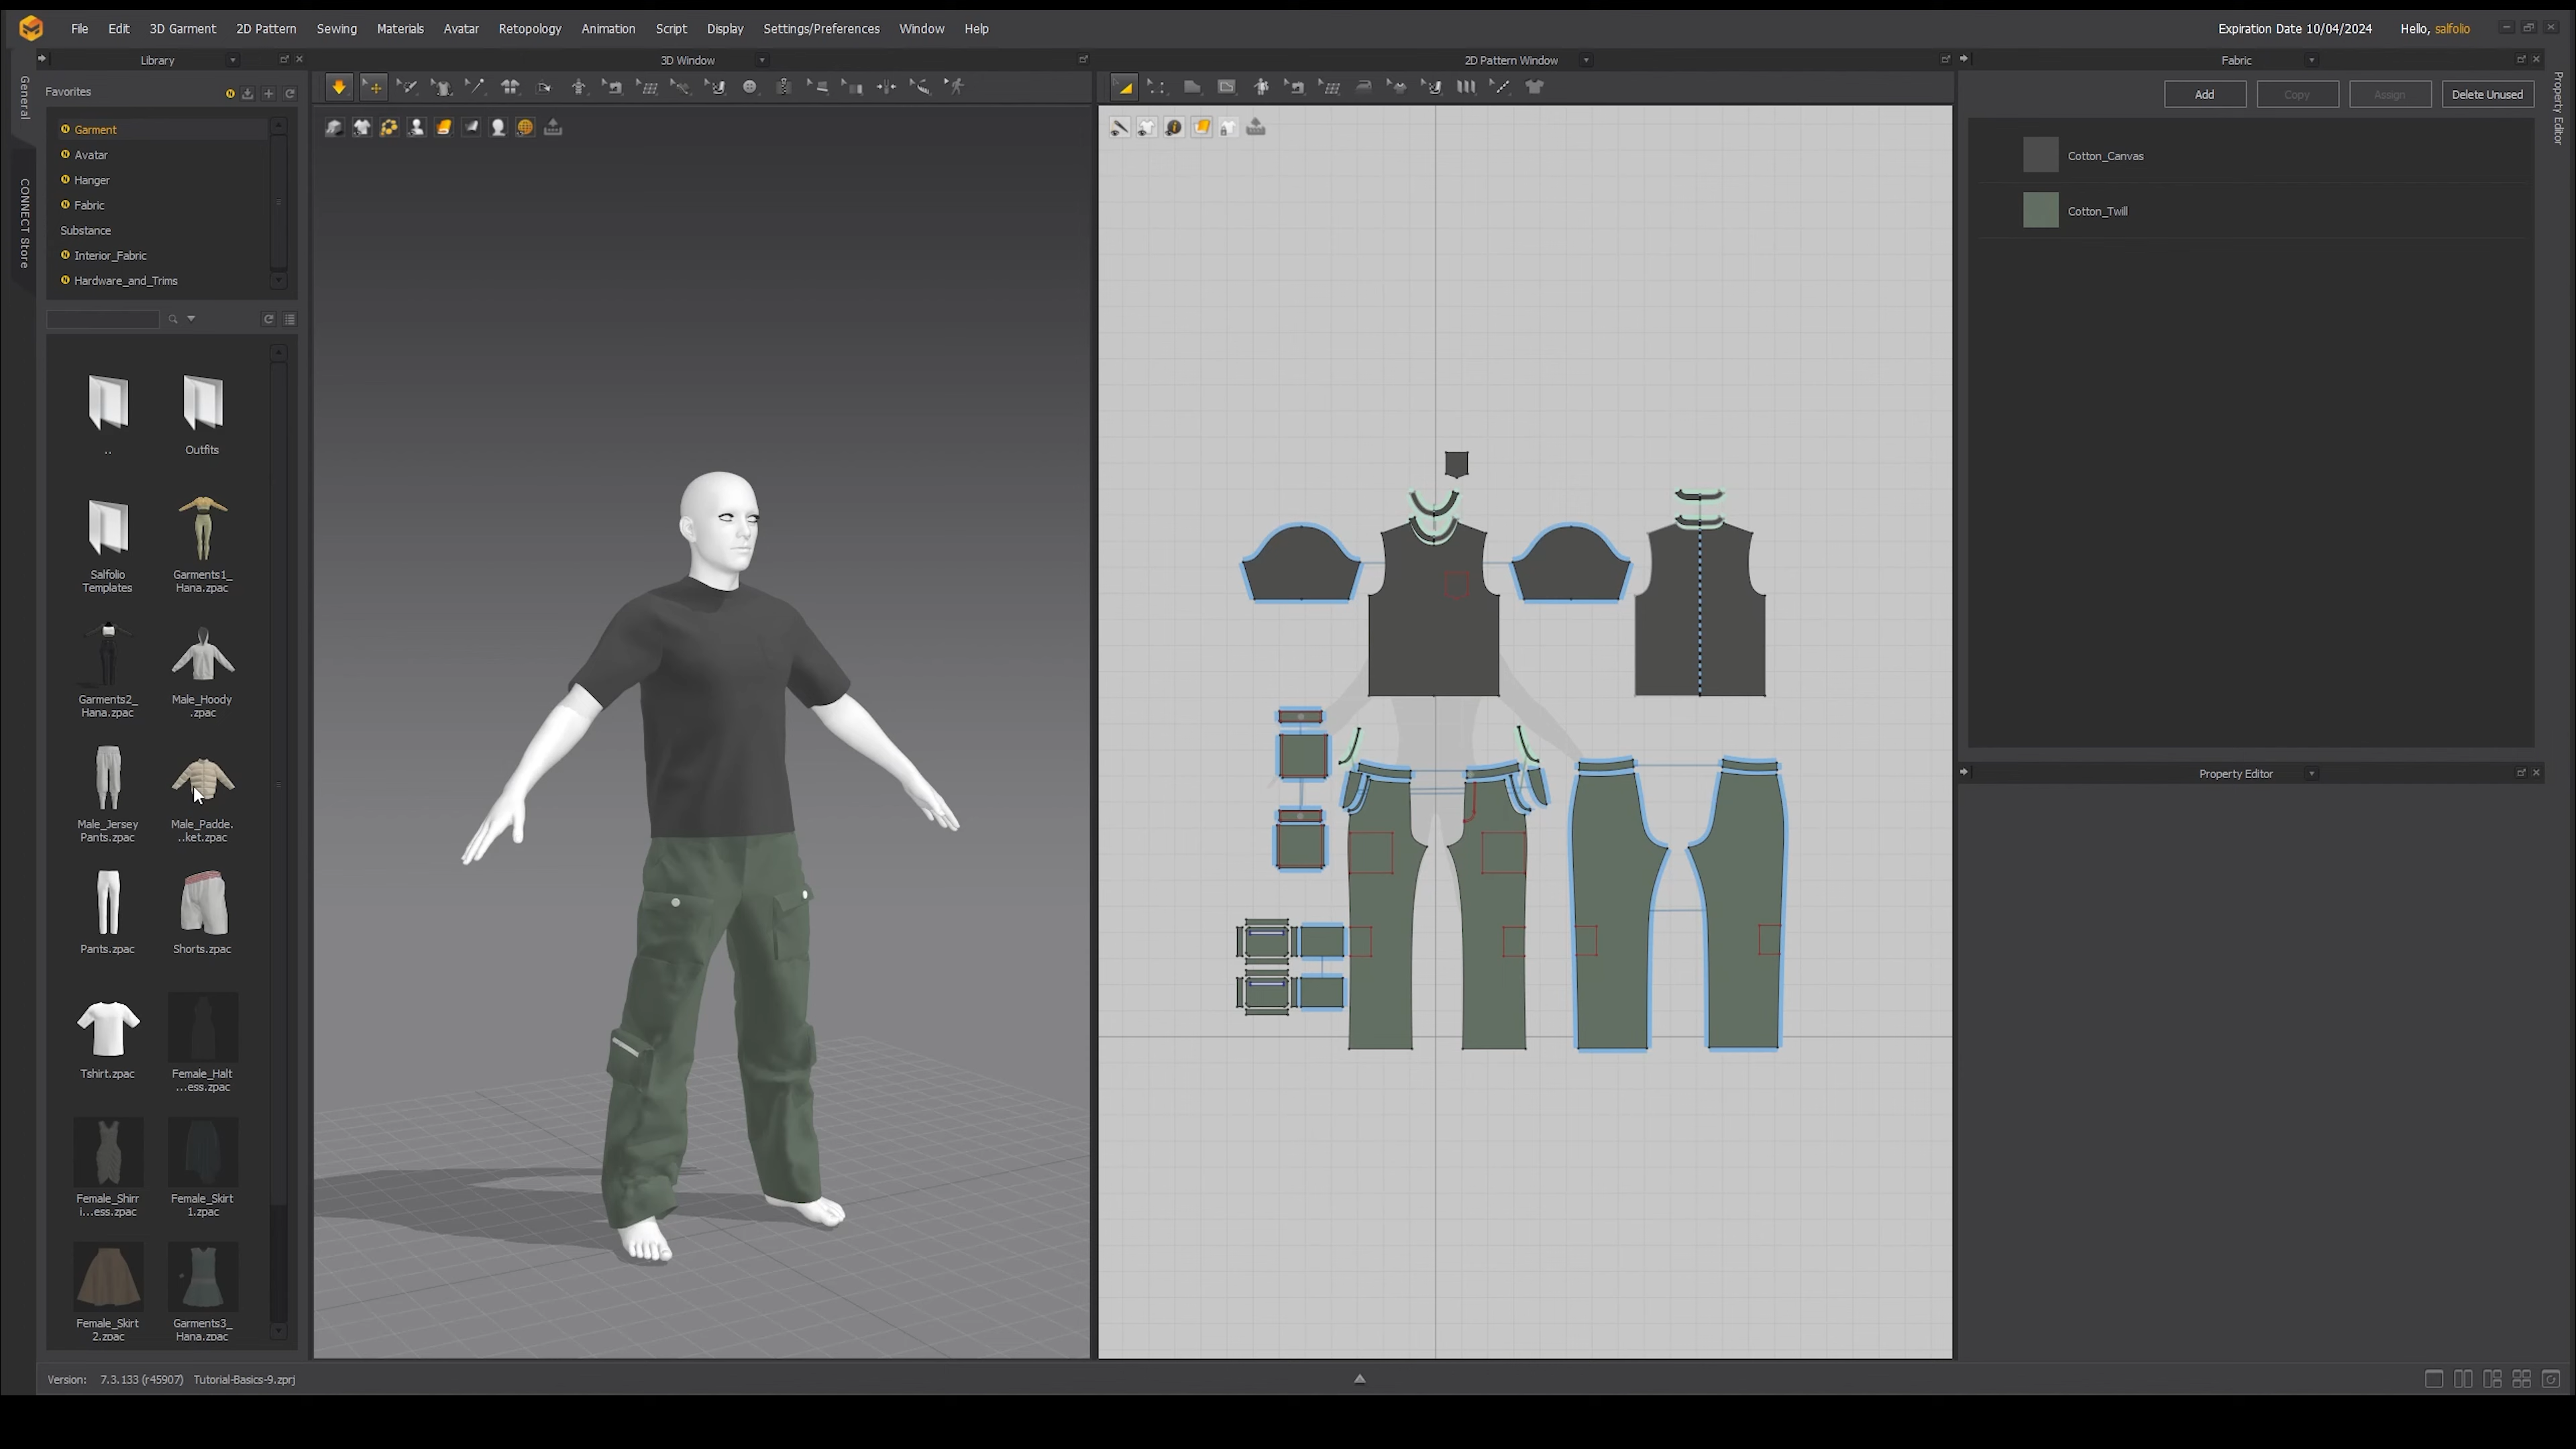 File Edit 3D Garment 2D Pattern Sewing Materials Avatar Retopology Animation Script Display Settings/Preferences Window Help Expiration Date 10/04/2024 Hello, salfolio
Library 3D Window 2D Pattern Window Fabric
General
CONNECT Store
Property Editor
Favorites
Garment
Avatar
Hanger
Fabric
Substance
Interior_Fabric
Hardware_and_Trims
Add Copy Assign Delete Unused
Cotton_Canvas
Cotton_Twill
.. Outfits
Salfolio Garments1_
Templates Hana.zpac
Garments2_ Male_Hoody
Hana.zpac .zpac
Male_Jersey Male_Padde.
Pants.zpac ..ket.zpac
Pants.zpac Shorts.zpac
Tshirt.zpac Female_Halt
...ess.zpac
Female_Shirr Female_Skirt
i...ess.zpac 1.zpac
Female_Skirt Garments3_
2.zpac Hana.zpac
Property Editor
Version: 7.3.133 (r45907) Tutorial-Basics-9.zprj